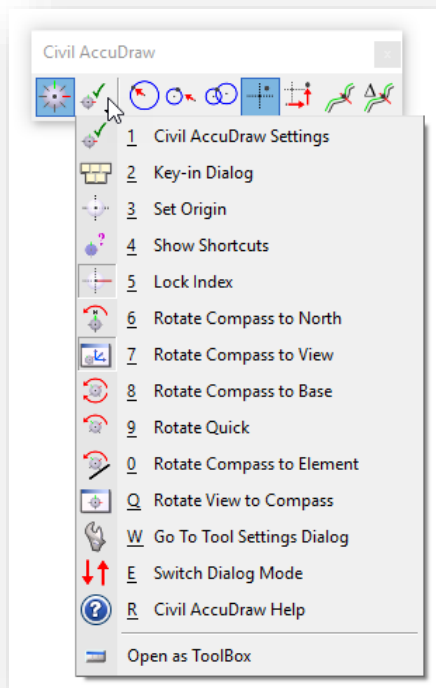 Civil AccuDraw
1 Civil AccuDraw Settings
2 Key-in Dialog
3 Set Origin
4 Show Shortcuts
5 Lock Index
6 Rotate Compass to North
7 Rotate Compass to View
8 Rotate Compass to Base
9 Rotate Quick
0 Rotate Compass to Element
Q Rotate View to Compass
W Go To Tool Settings Dialog
E Switch Dialog Mode
R Civil AccuDraw Help
Open as ToolBox